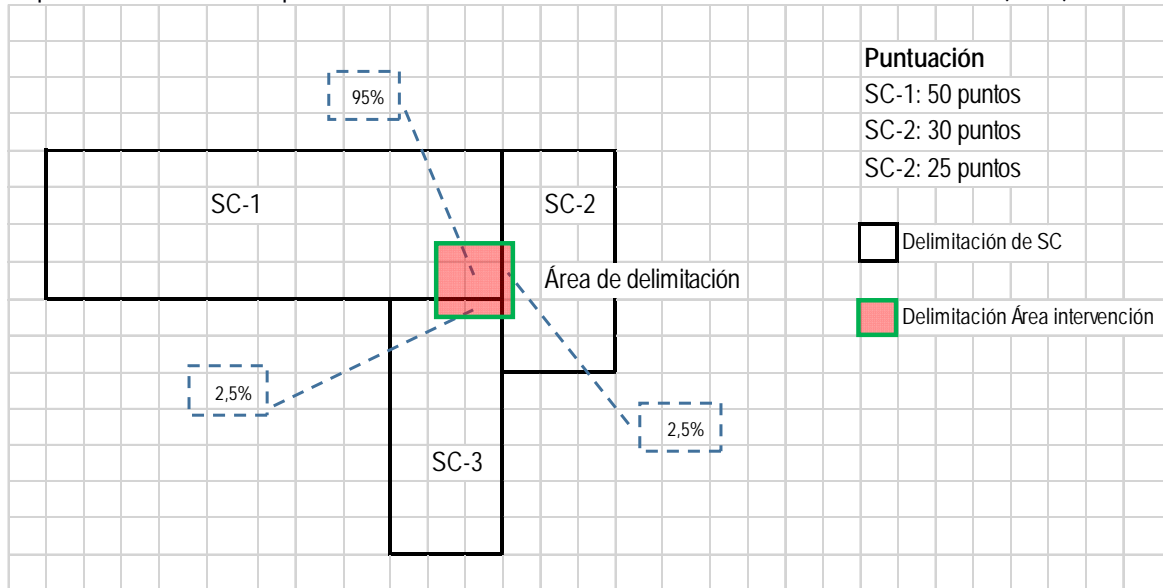 Puntuación
SC-1: 50 puntos
SC-2: 30 puntos
SC-2: 25 puntos
95%
SC-1
SC-2
Delimitación de SC
Área de delimitación
Delimitación Área intervención
2,5%
2,5%
SC-3